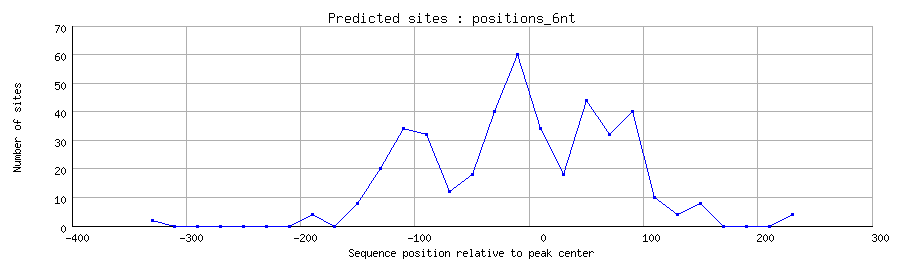 Predicted sites : positions_6nt
70
60
50
40
30
20
10
0
Number of sites
-400 -300 -200 -100 0 100 200 300
Sequence position relative to peak center